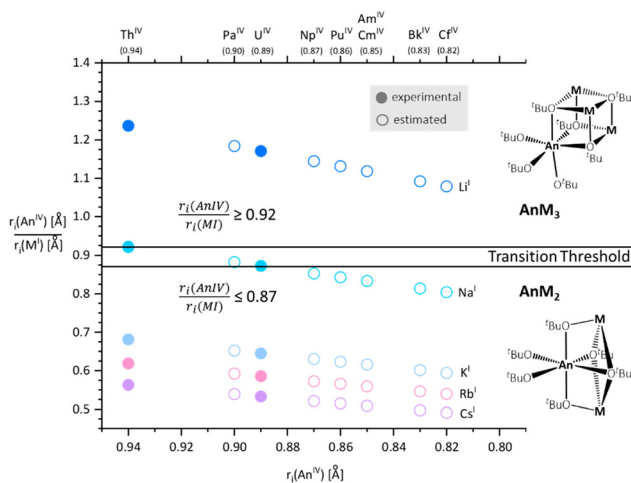 Am^IV
Th^IV Pa^IV U^IV Np^IV Pu^IV Cm^IV Bk^IV Cf^IV
(0.94) (0.90) (0.89) (0.87) (0.86) (0.85) (0.83) (0.82)
1.4
1.3
1.2
1.1
1.0
0.9
0.8
0.7
0.6
0.5
r_i(An^IV) [Å]
r_i(M^I) [Å]
experimental
estimated
Li^I
r_i(AnIV)
r_i(MI)
≥ 0.92
Transition Threshold
r_i(AnIV)
r_i(MI)
≤ 0.87
Na^I
K^I
Rb^I
Cs^I
0.94 0.92 0.90 0.88 0.86 0.84 0.82 0.80
r_i(An^IV) [Å]
M O^tBu
^tBuO M
M
^tBuO O^tBu
^tBuO An O
^tBuO ^tBu
O^tBu
AnM₃
AnM₂
M
^tBuO
^tBuO O^tBu
An
^tBuO O^tBu
^tBuO
M